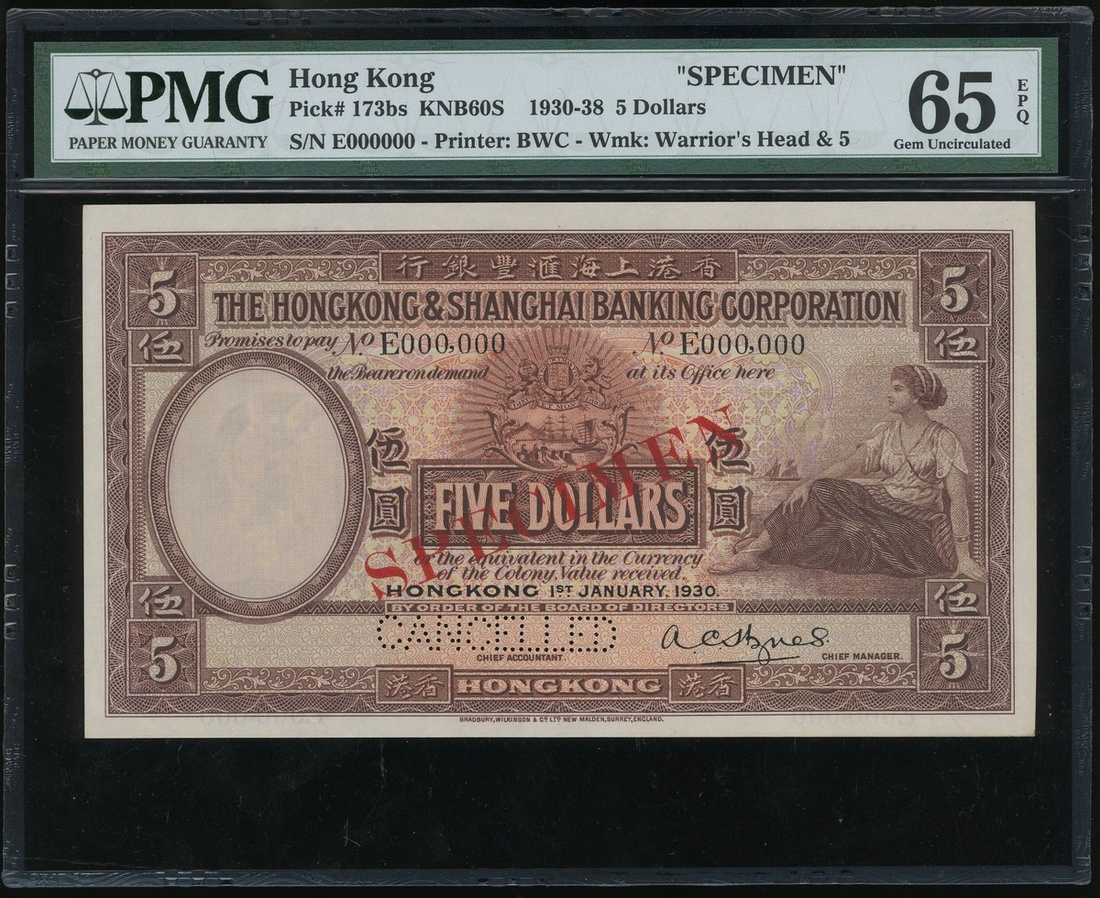 PMG
PAPER MONEY GUARANTY
Hong Kong "SPECIMEN"
Pick# 173bs KNB60S 1930-38 5 Dollars
S/N E000000 - Printer: BWC - Wmk: Warrior's Head & 5
65 EPQ
Gem Uncirculated
行銀豐滙海上港香
5 5
THE HONGKONG & SHANGHAI BANKING CORPORATION
伍 伍
Promises to pay No E000,000 No E000,000
the Bearer on demand at its Office here
伍圓 伍圓
FIVE DOLLARS
SPECIMEN
or the equivalent in the Currency
of the Colony, Value received.
HONGKONG 1ST JANUARY, 1930.
伍 伍
BY ORDER OF THE BOARD OF DIRECTORS
CANCELLED
5 5
CHIEF ACCOUNTANT. CHIEF MANAGER.
港香 HONGKONG 港香
BRADBURY, WILKINSON & Co LTD NEW MALDEN, SURREY, ENGLAND.